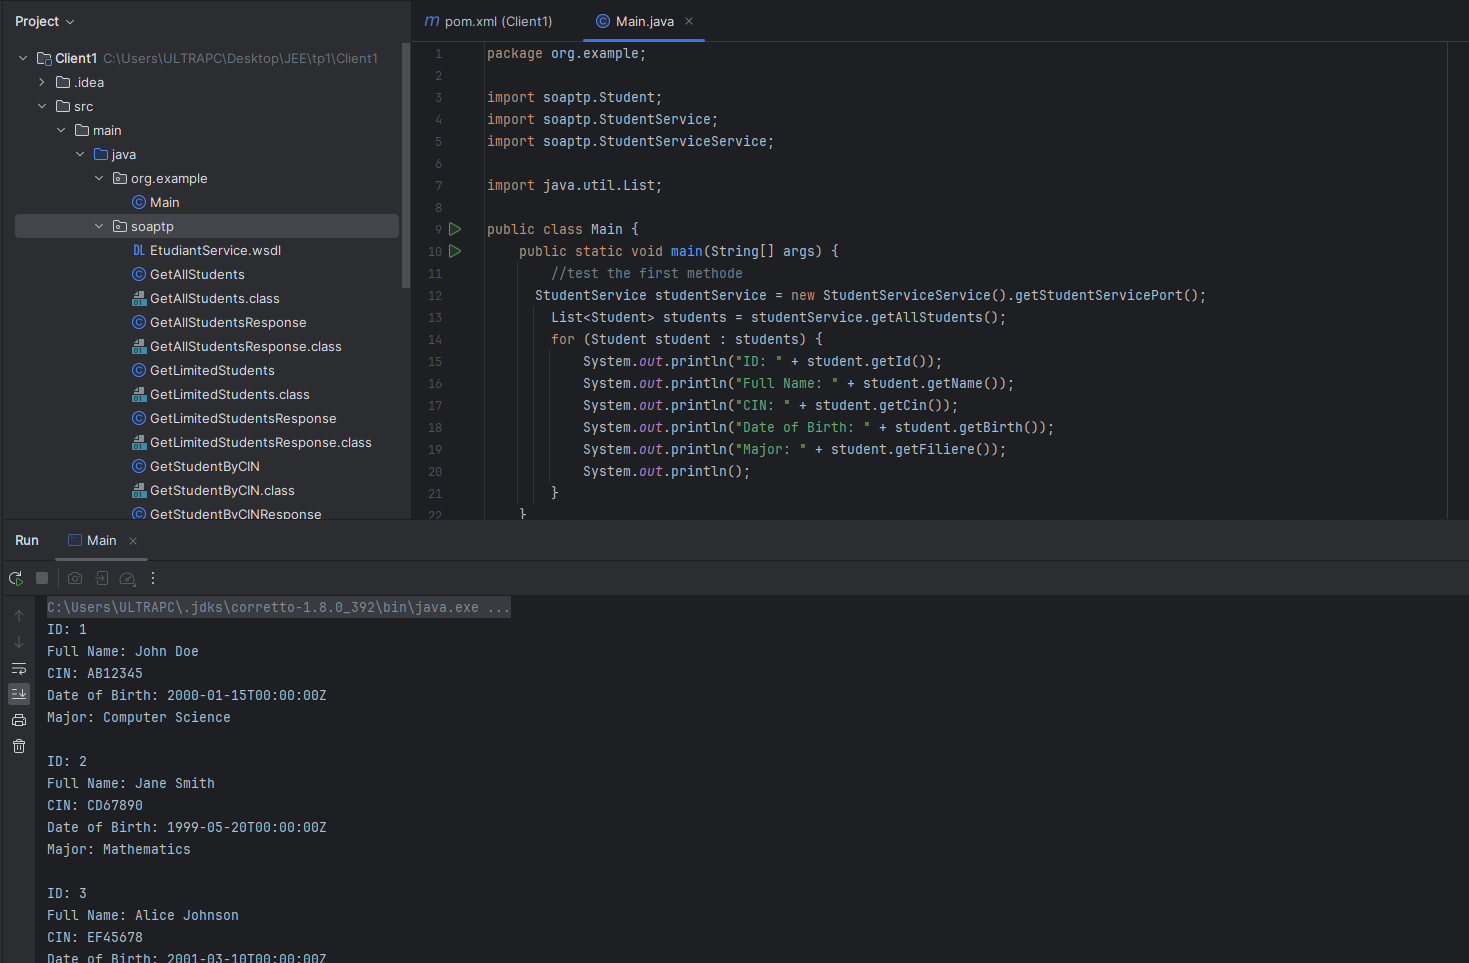 Project
Client1 C:\Users\ULTRAPC\Desktop\JEE\tp1\Client1
.idea
src
main
java
org.example
Main
soaptp
EtudiantService.wsdl
GetAllStudents
GetAllStudents.class
GetAllStudentsResponse
GetAllStudentsResponse.class
GetLimitedStudents
GetLimitedStudents.class
GetLimitedStudentsResponse
GetLimitedStudentsResponse.class
GetStudentByCIN
GetStudentByCIN.class
GetStudentByCINResponse
pom.xml (Client1)
Main.java
1 package org.example;
2
3 import soaptp.Student;
4 import soaptp.StudentService;
5 import soaptp.StudentServiceService;
6
7 import java.util.List;
8
9 public class Main {
10 public static void main(String[] args) {
11 //test the first methode
12 StudentService studentService = new StudentServiceService().getStudentServicePort();
13 List<Student> students = studentService.getAllStudents();
14 for (Student student : students) {
15 System.out.println("ID: " + student.getId());
16 System.out.println("Full Name: " + student.getName());
17 System.out.println("CIN: " + student.getCin());
18 System.out.println("Date of Birth: " + student.getBirth());
19 System.out.println("Major: " + student.getFiliere());
20 System.out.println();
21 }
22 }
Run Main
C:\Users\ULTRAPC\.jdks\corretto-1.8.0_392\bin\java.exe ...
ID: 1
Full Name: John Doe
CIN: AB12345
Date of Birth: 2000-01-15T00:00:00Z
Major: Computer Science
ID: 2
Full Name: Jane Smith
CIN: CD67890
Date of Birth: 1999-05-20T00:00:00Z
Major: Mathematics
ID: 3
Full Name: Alice Johnson
CIN: EF45678
Date of Birth: 2001-03-10T00:00:00Z